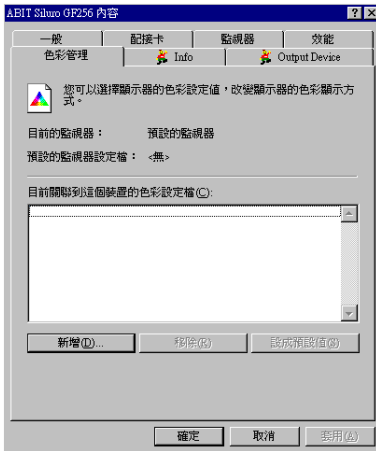 ABIT Siluro GF256 內容
一般 配接卡 監視器 效能
色彩管理 Info Output Device
您可以選擇顯示器的色彩設定值，改變顯示器的色彩顯示方
式。
目前的監視器： 預設的監視器
預設的監視器設定檔： <無>
目前關聯到這個裝置的色彩設定檔(C):
新增(D)... 移除(R) 設成預設值(S)
確定 取消 套用(A)